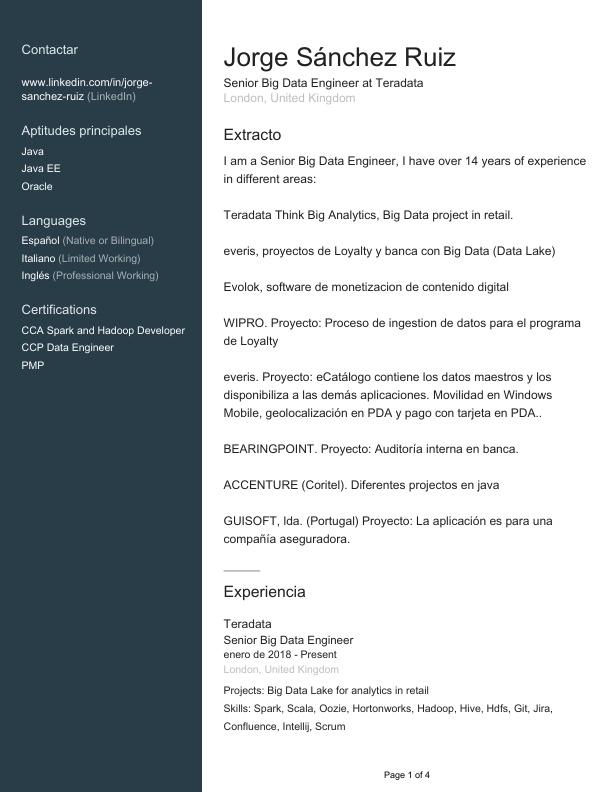 Contactar
www.linkedin.com/in/jorge-
sanchez-ruiz (LinkedIn)
Aptitudes principales
Java
Java EE
Oracle
Languages
Español (Native or Bilingual)
Italiano (Limited Working)
Inglés (Professional Working)
Certifications
CCA Spark and Hadoop Developer
CCP Data Engineer
PMP
Jorge Sánchez Ruiz
Senior Big Data Engineer at Teradata
London, United Kingdom
Extracto
I am a Senior Big Data Engineer, I have over 14 years of experience
in different areas:
Teradata Think Big Analytics, Big Data project in retail.
everis, proyectos de Loyalty y banca con Big Data (Data Lake)
Evolok, software de monetizacion de contenido digital
WIPRO. Proyecto: Proceso de ingestion de datos para el programa
de Loyalty
everis. Proyecto: eCatálogo contiene los datos maestros y los
disponibiliza a las demás aplicaciones. Movilidad en Windows
Mobile, geolocalización en PDA y pago con tarjeta en PDA..
BEARINGPOINT. Proyecto: Auditoría interna en banca.
ACCENTURE (Coritel). Diferentes projectos en java
GUISOFT, lda. (Portugal) Proyecto: La aplicación es para una
compañía aseguradora.
Experiencia
Teradata
Senior Big Data Engineer
enero de 2018 - Present
London, United Kingdom
Projects: Big Data Lake for analytics in retail
Skills: Spark, Scala, Oozie, Hortonworks, Hadoop, Hive, Hdfs, Git, Jira,
Confluence, Intellij, Scrum
Page 1 of 4